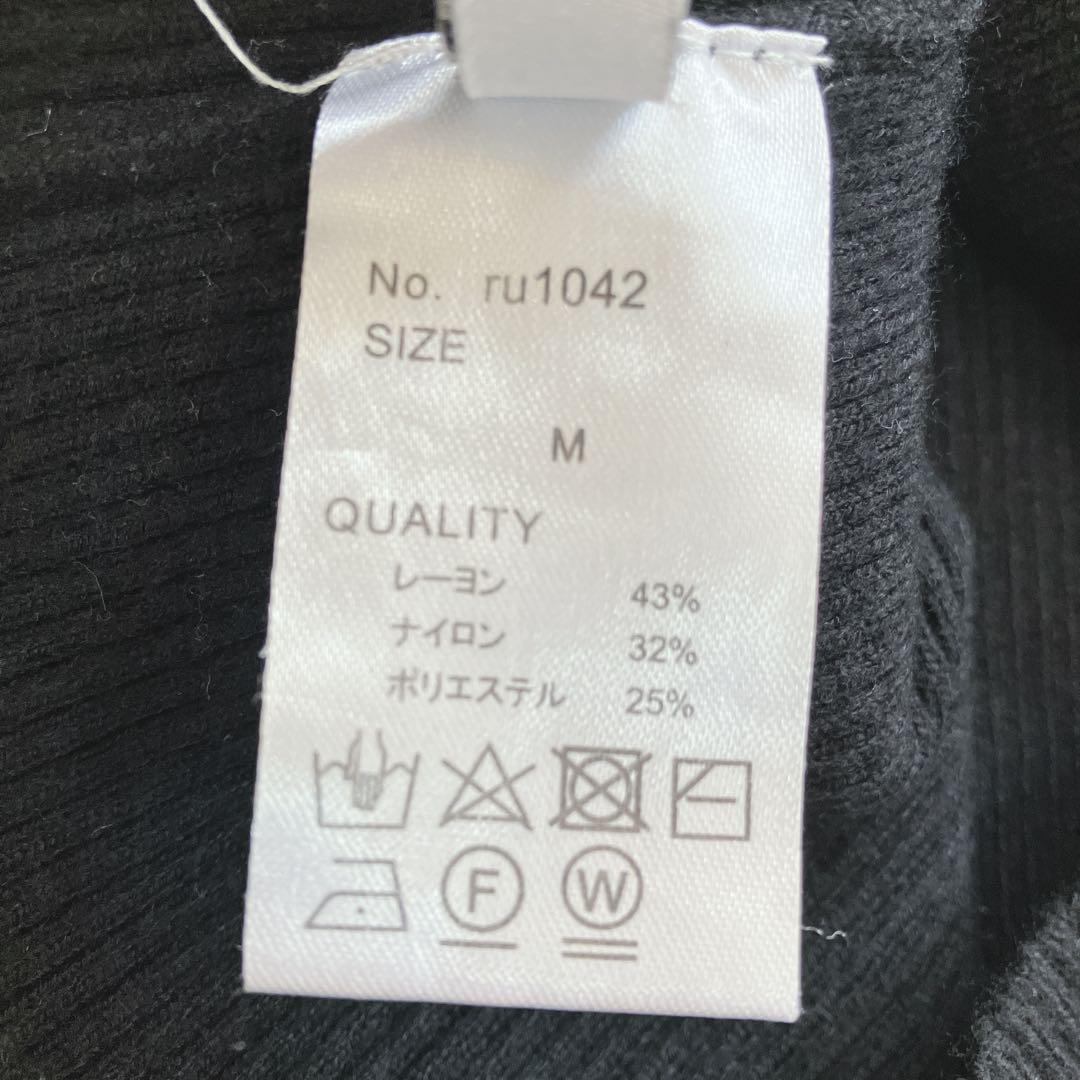 No. ru1042
SIZE
M
QUALITY
レーヨン 43%
ナイロン 32%
ポリエステル 25%
F W